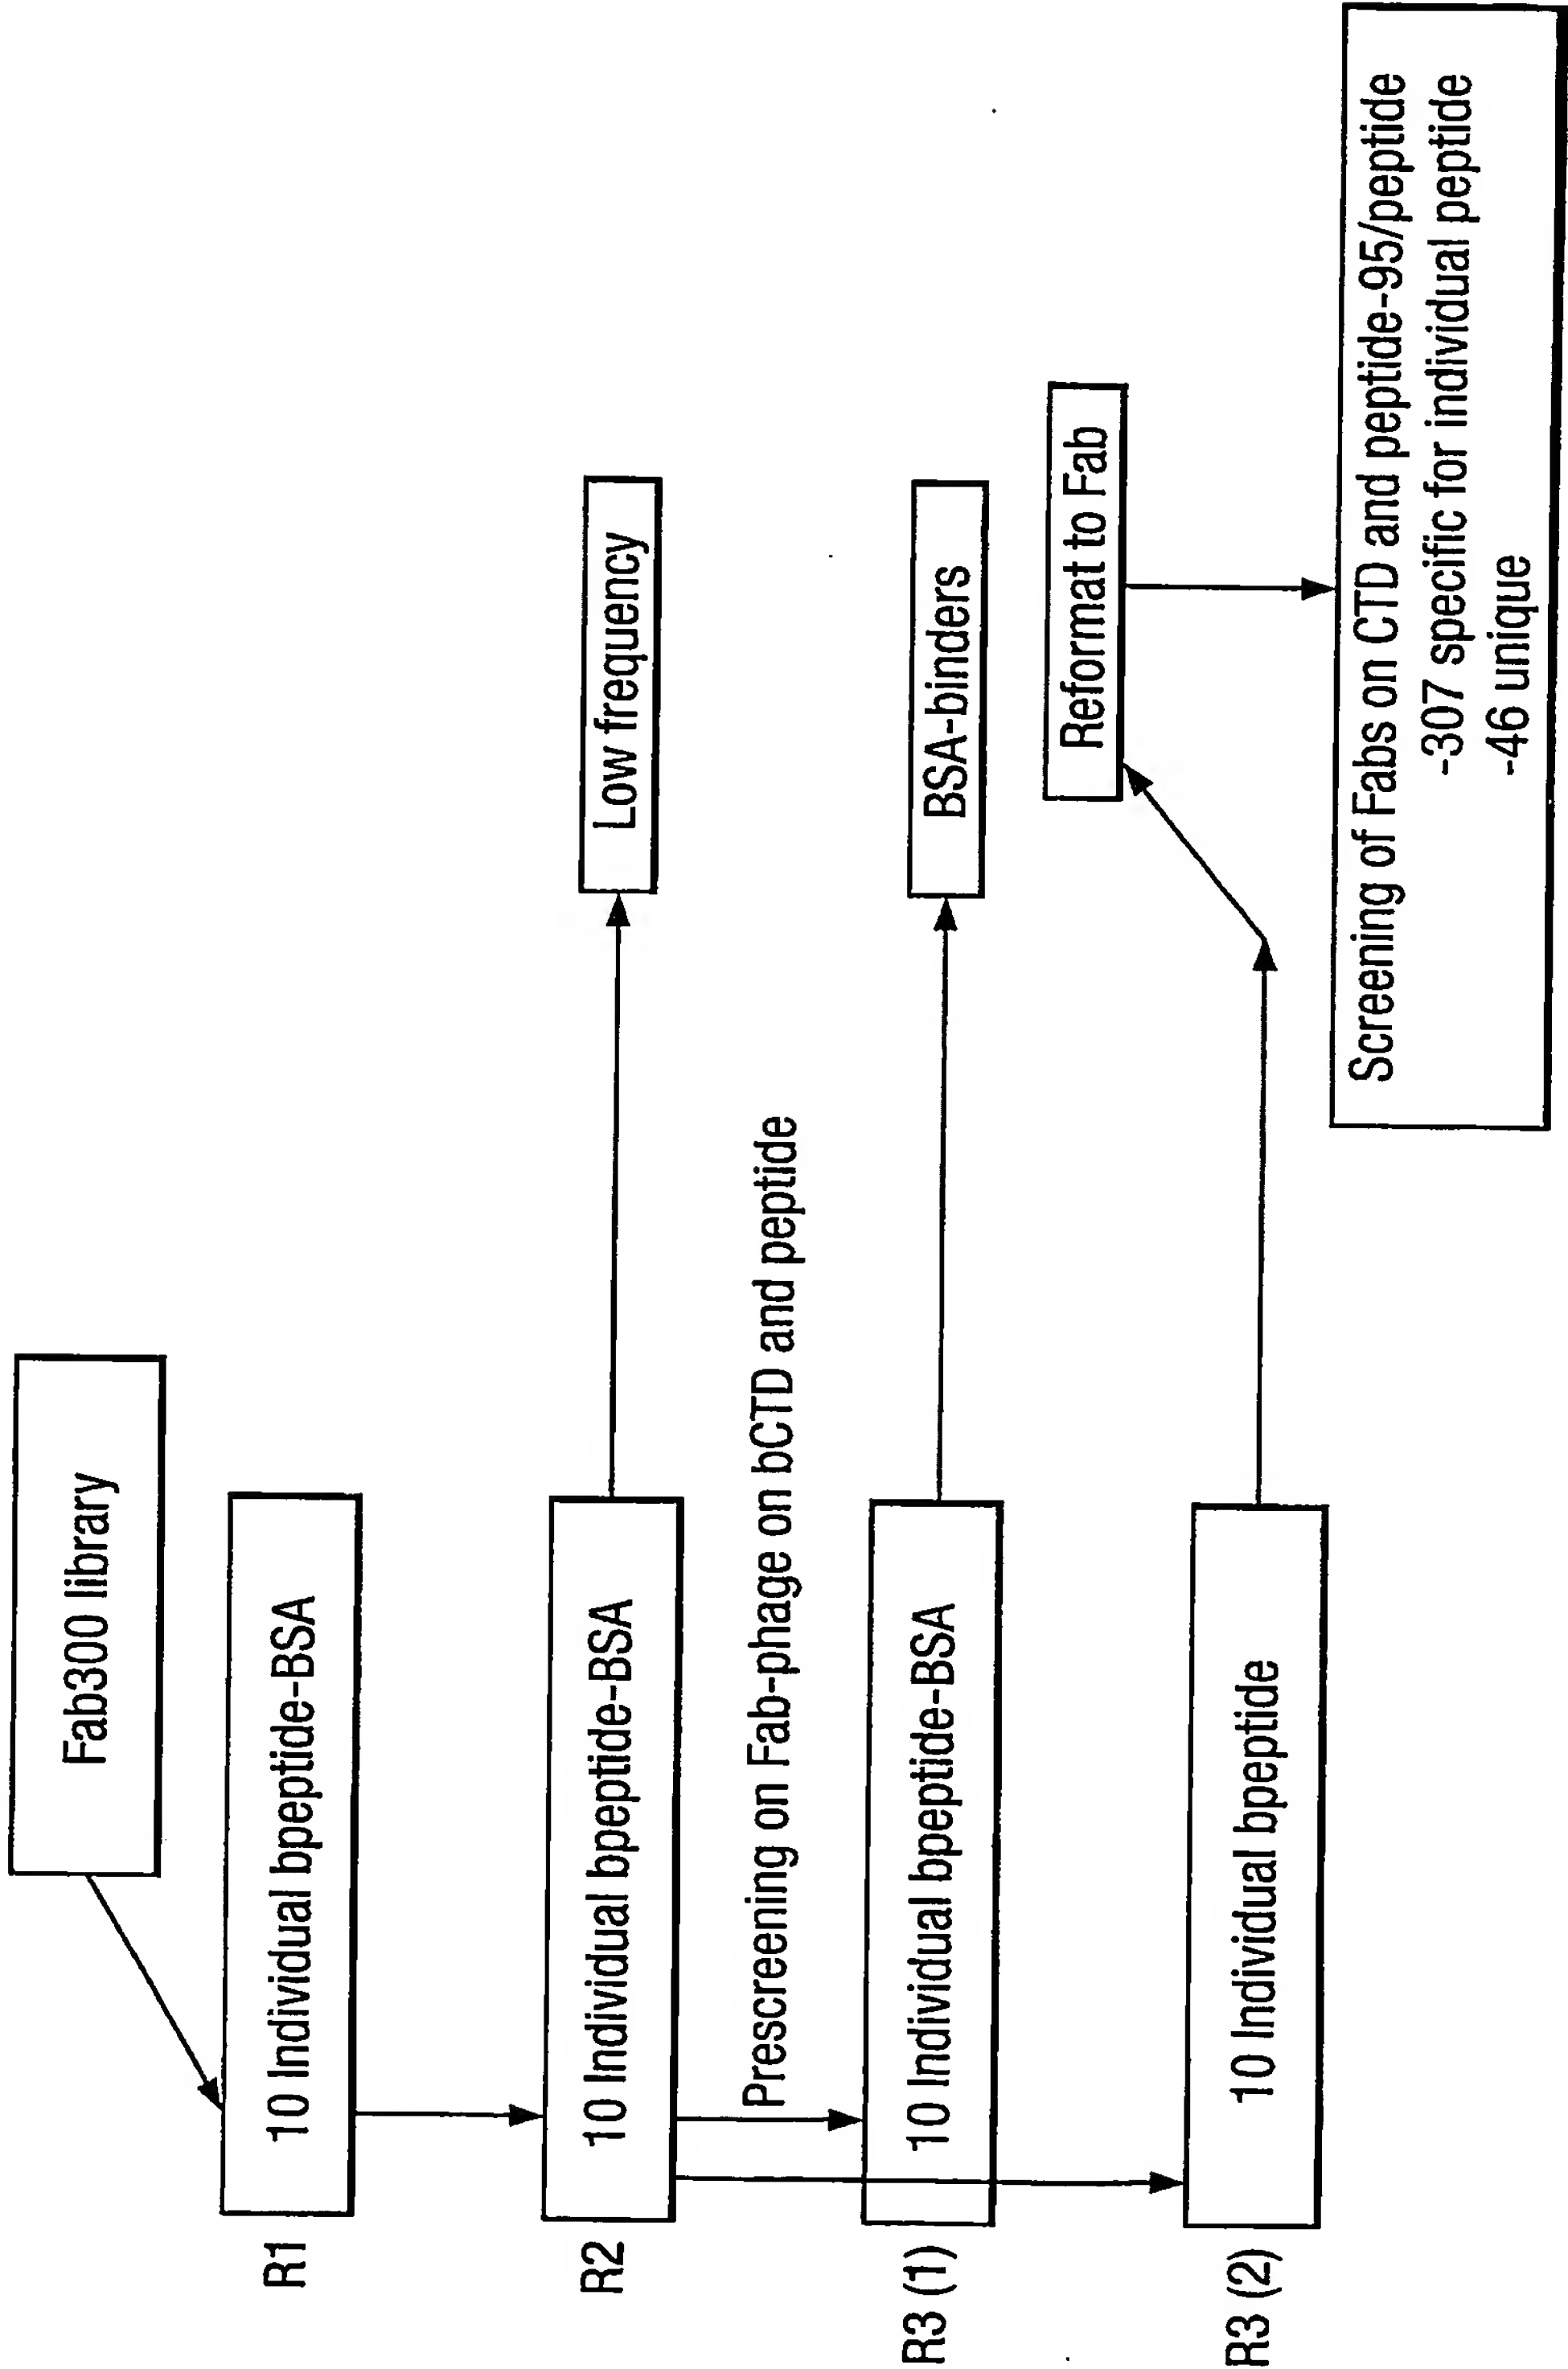 Fab300 library
R1
10 Individual bpeptide-BSA
R2
10 Individual bpeptide-BSA
Low frequency
Prescreening on Fab-phage on bCTD and peptide
R3 (1)
10 Individual bpeptide-BSA
BSA-binders
R3 (2)
10 Individual bpeptide
Reformat to Fab
Screening of Fabs on CTD and peptide-95/peptide
-307 specific for individual peptide
-46 unique